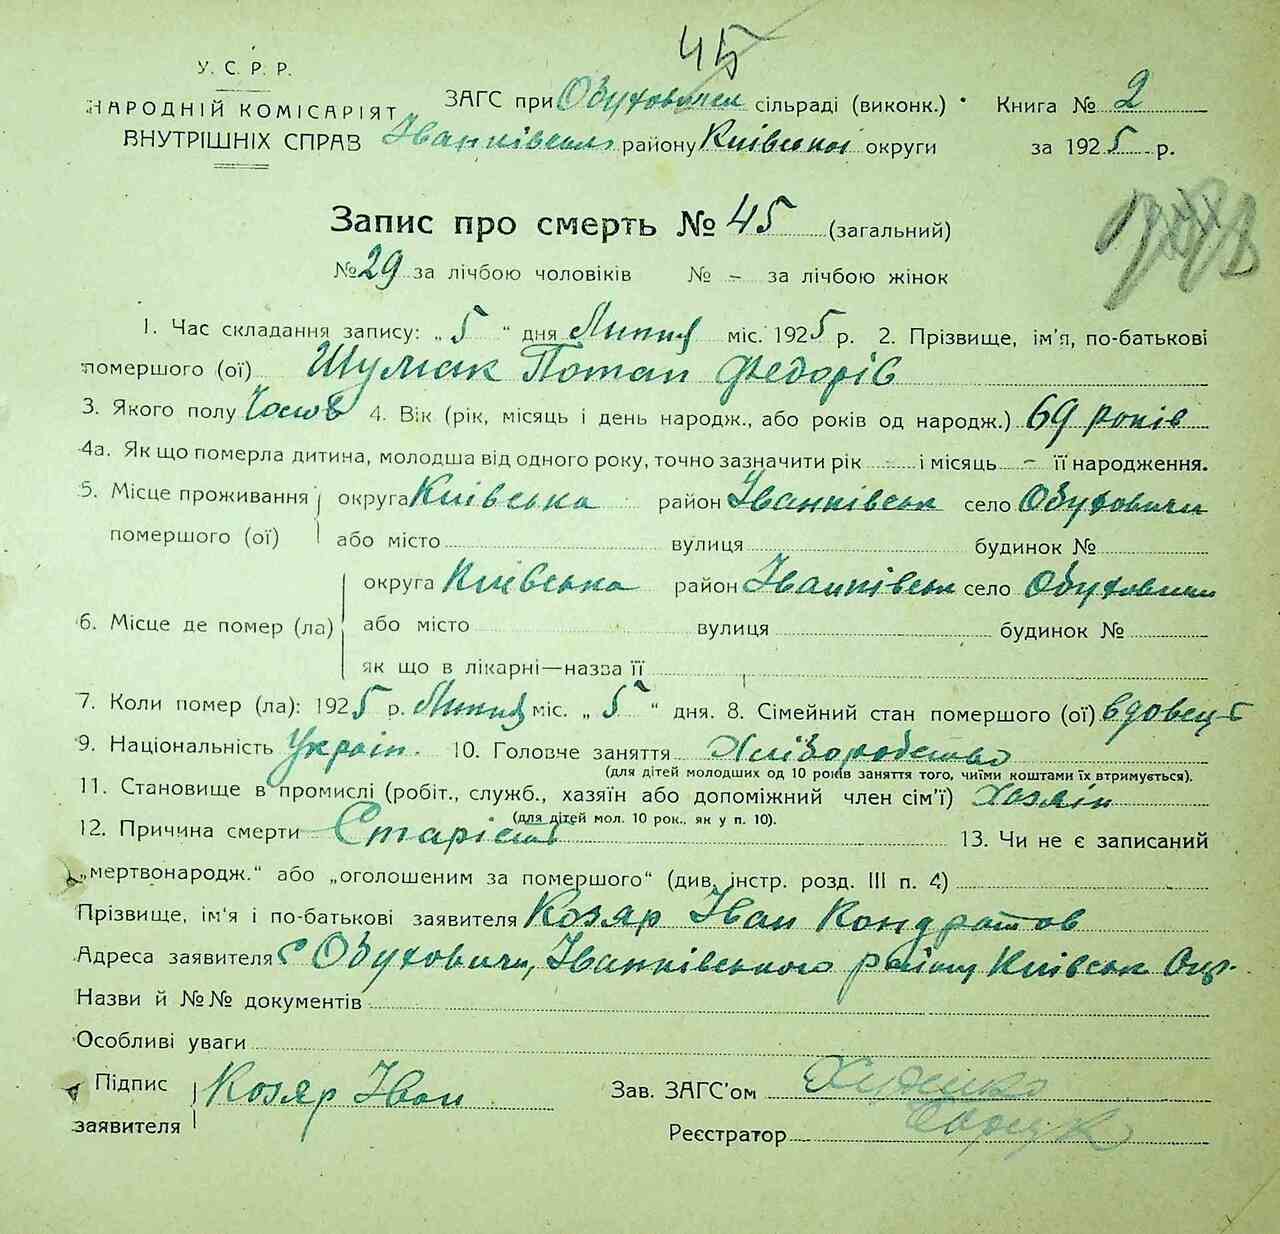 45
У. С. Р. Р.
НАРОДНІЙ КОМІСАРІЯТ
ВНУТРІШНІХ СПРАВ
ЗАГС при Обуховичськ сільраді (виконк.) Книга № 2
Іванківськ району Київської округи за 1925 р.
Запис про смерть № 45 (загальний)
№ 29 за лічбою чоловіків № – за лічбою жінок
1. Час складання запису: „ 5 “ дня Липця міс. 1925 р. 2. Прізвище, ім'я, по-батькові
помершого (ої) Шумак Потап Федорів
3. Якого полу Чолов 4. Вік (рік, місяць і день народж., або років од народж.) 69 років
4а. Як що померла дитина, молодша від одного року, точно зазначити рік – і місяць – її народження.
5. Місце проживання округа Київська район Іванківськ село Обуховичи
помершого (ої) або місто вулиця будинок №
округа Київська район Іванківськ село Обуховичи
6. Місце де помер (ла) або місто вулиця будинок №
як що в лікарні—назва її
7. Коли помер (ла): 1925 р. Липця міс. „ 5 “ дня. 8. Сімейний стан помершого (ої) вдовець
9. Національність Україн. 10. Головче заняття Хліборобство
(для дітей молодших од 10 років заняття того, чиїми коштами їх втримується).
11. Становище в промислі (робіт., служб., хазяїн або допоміжний член сім'ї) Хозяїн
(для дітей мол. 10 рок., як у п. 10).
12. Причина смерти Старість 13. Чи не є записаний
„мертвонародж.“ або „оголошеним за помершого“ (див. інстр. розд. III п. 4)
Прізвище, ім'я і по-батькові заявителя Козяр Іван Кондратов
Адреса заявителя с Обуховичи, Іванківського району Київськ Окр.
Назви й №№ документів
Особливі уваги
Підпис заявителя Козяр Іван
Зав. ЗАГС'ом
Реєстратор